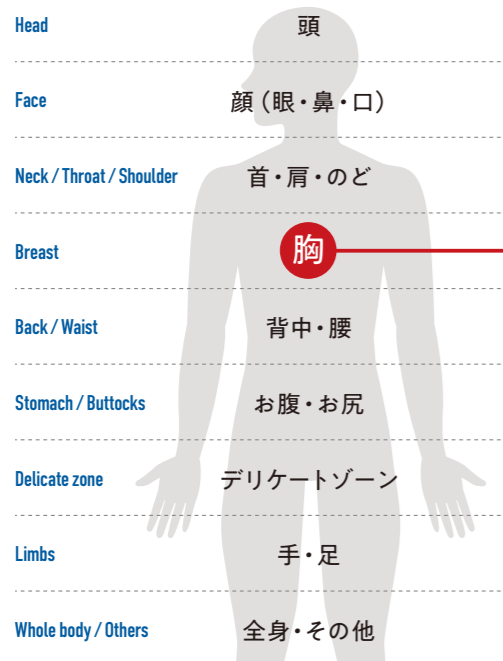 Head 頭
Face 顔（眼・鼻・口）
Neck / Throat / Shoulder 首・肩・のど
Breast 胸
Back / Waist 背中・腰
Stomach / Buttocks お腹・お尻
Delicate zone デリケートゾーン
Limbs 手・足
Whole body / Others 全身・その他